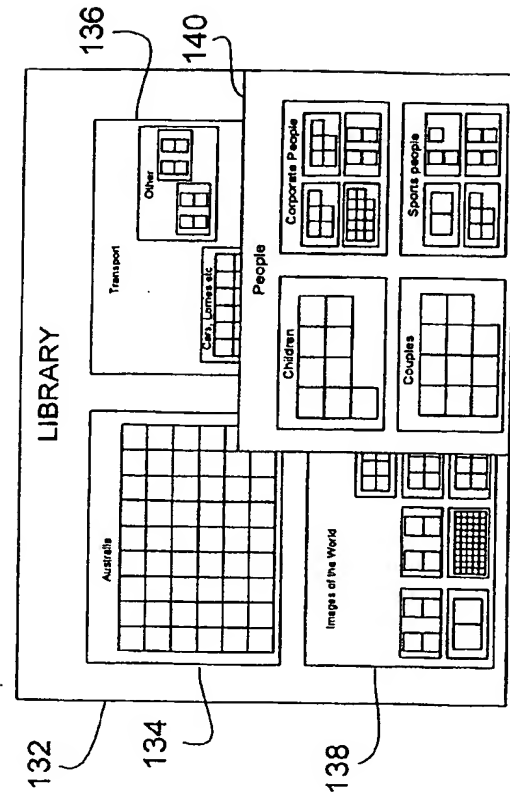 LIBRARY
132
134
136
138
140
Australia
Transport
Cars, Lorries etc
Other
Images of the World
People
Children
Corporate People
Couples
Sports people